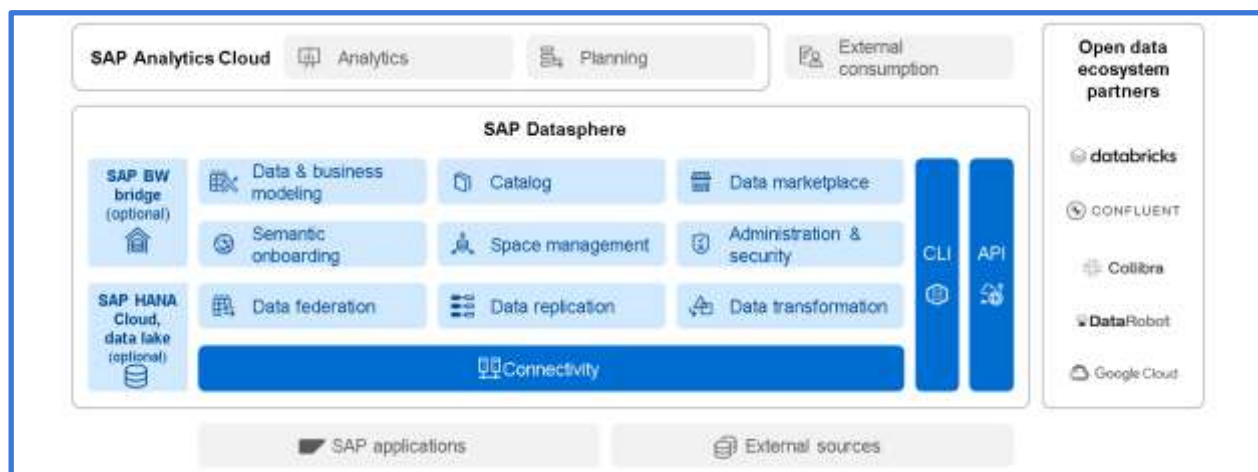 SAP Analytics Cloud
Analytics
Planning
External
consumption
Open data
ecosystem
partners
SAP Datasphere
SAP BW
bridge
(optional)
Data & business
modeling
Catalog
Data marketplace
Semantic
onboarding
Space management
Administration &
security
SAP HANA
Cloud,
data lake
(optional)
Data federation
Data replication
Data transformation
Connectivity
CLI
API
databricks
CONFLUENT
Collibra
DataRobot
Google Cloud
SAP applications
External sources